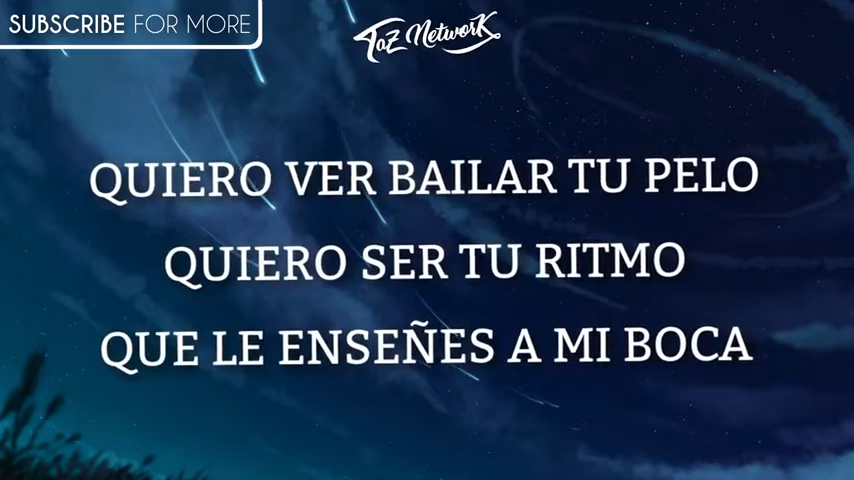 SUBSCRIBE FOR MORE
TaZ NetworK
QUIERO VER BAILAR TU PELO
QUIERO SER TU RITMO
QUE LE ENSEÑES A MI BOCA